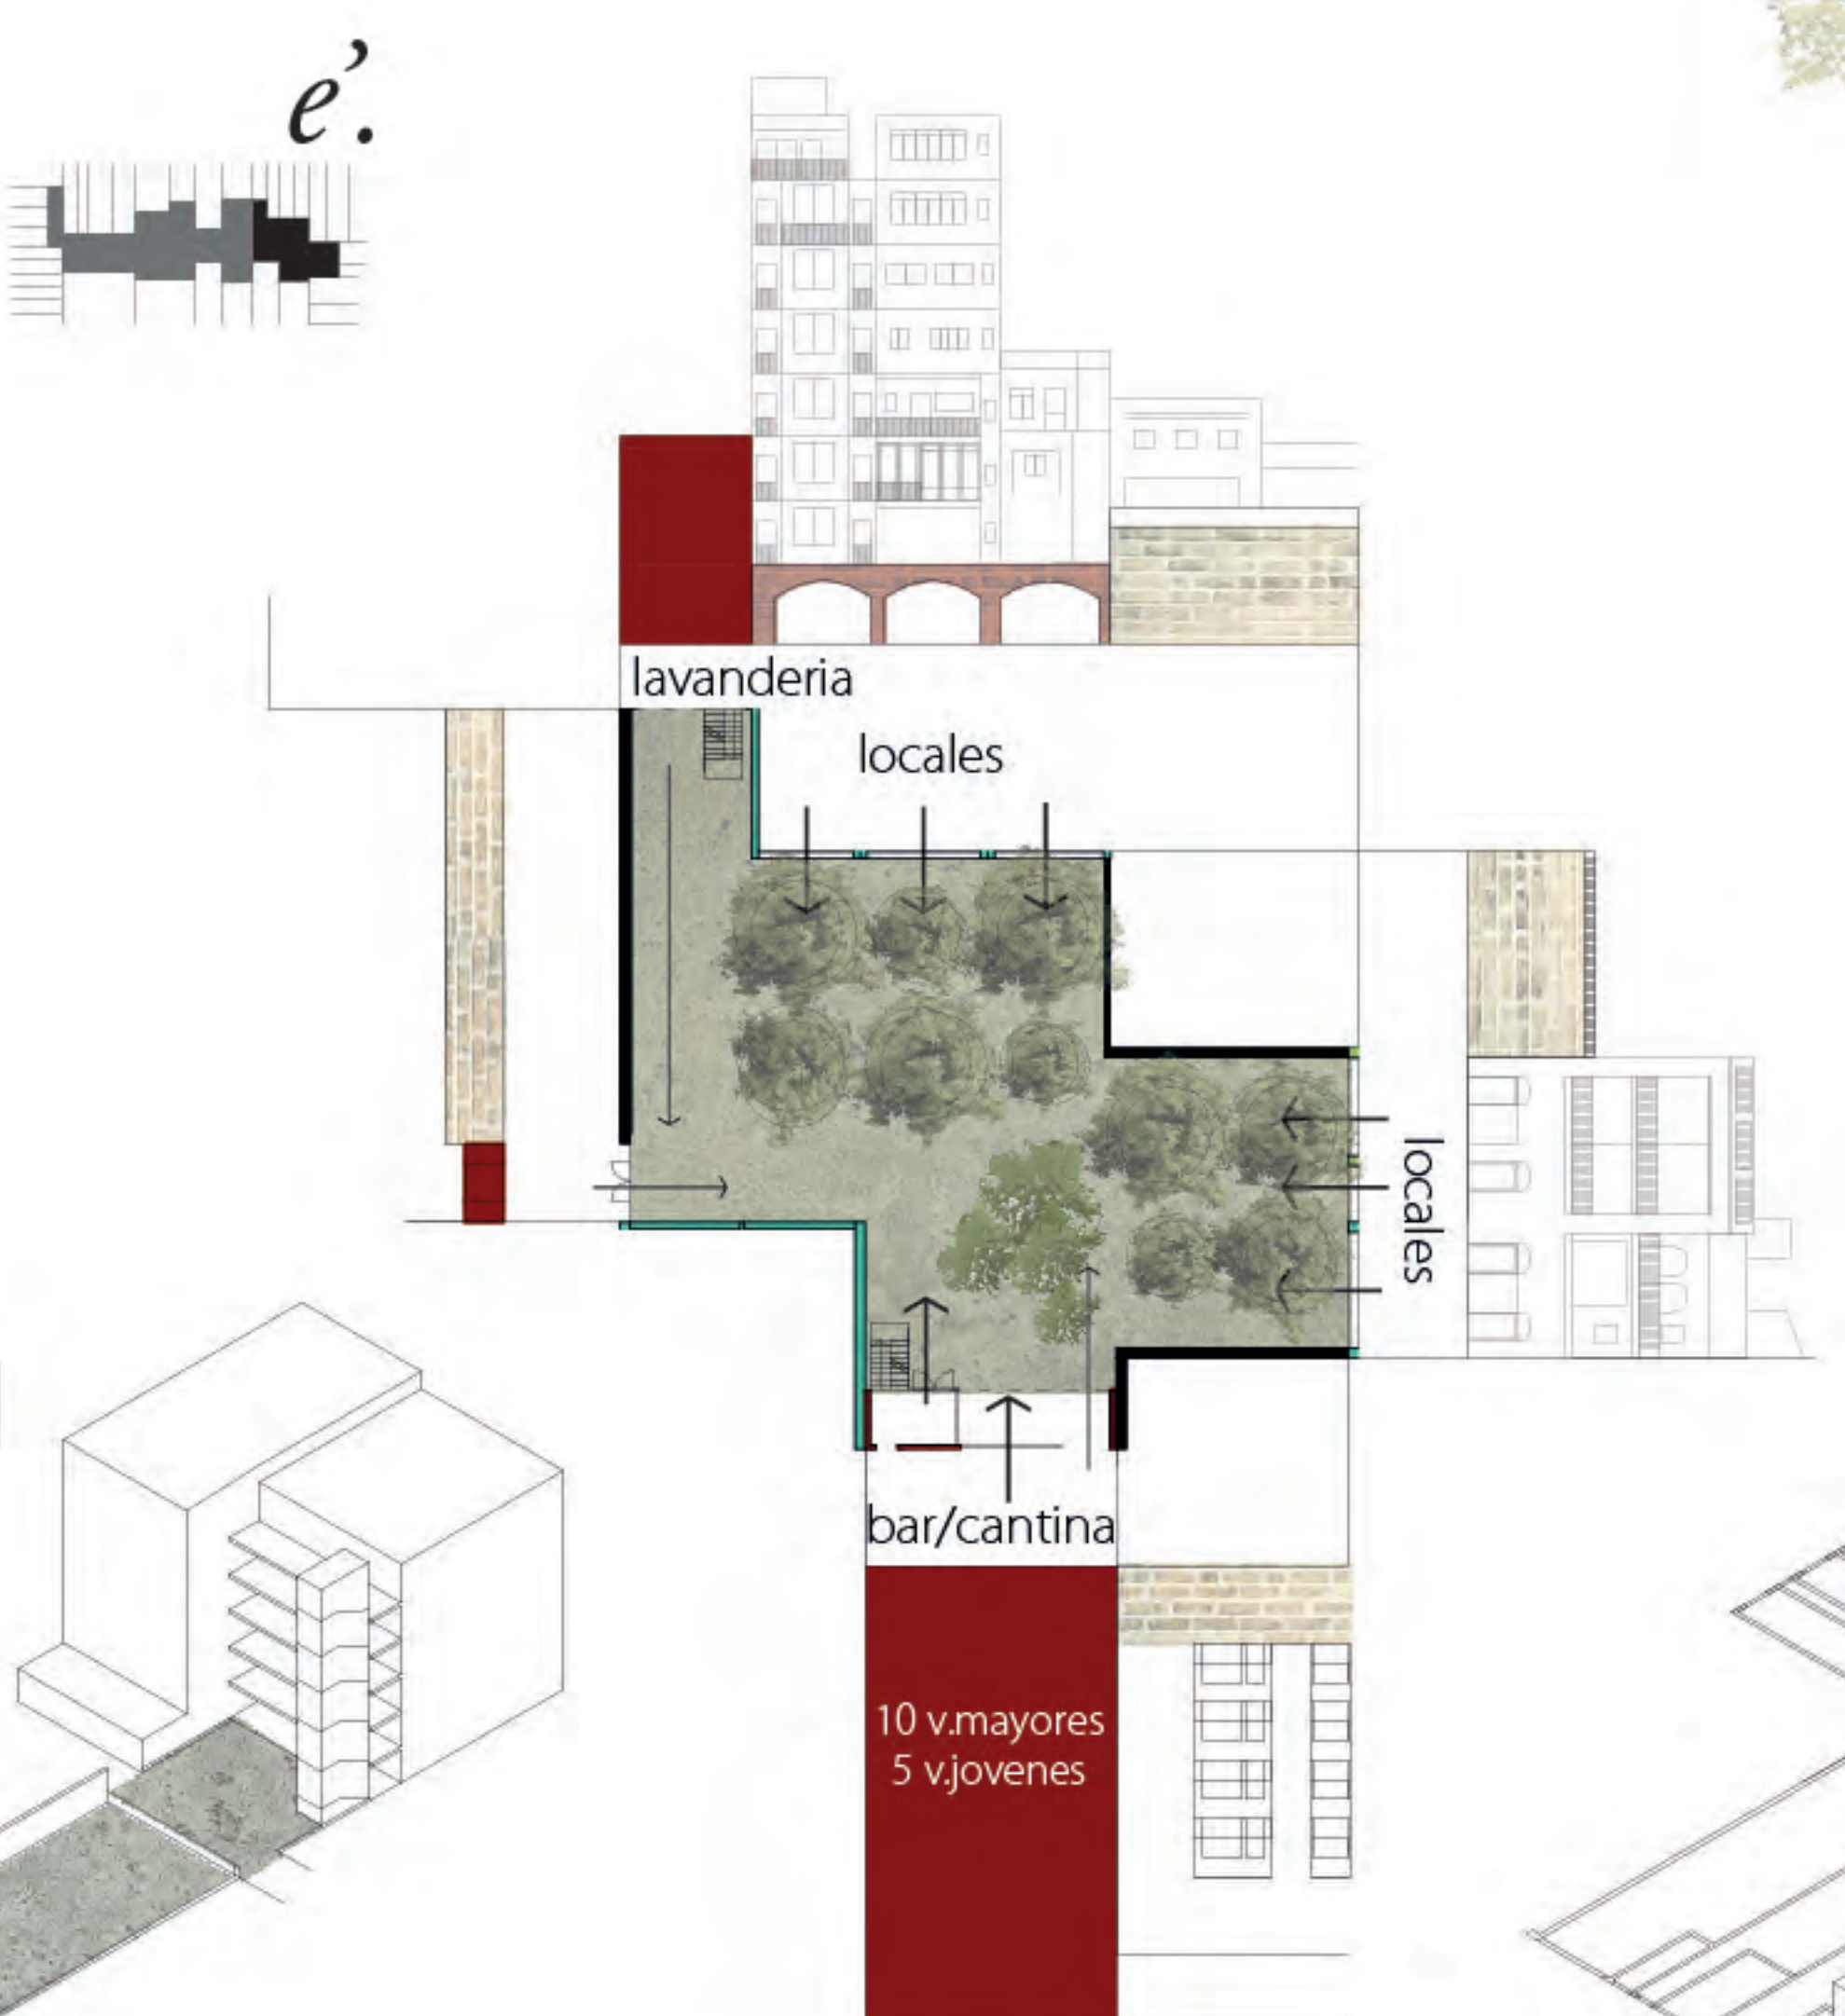 e’.
lavanderia
locales
locales
bar/cantina
10 v.mayores
5 v.jovenes